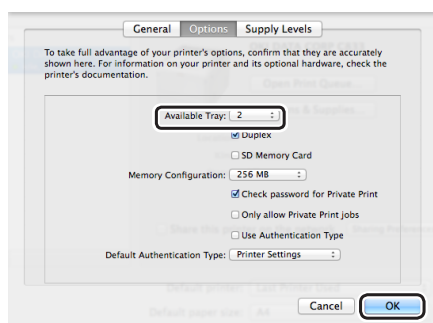 General Options Supply Levels
To take full advantage of your printer's options, confirm that they are accurately
shown here. For information on your printer and its optional hardware, check the
printer's documentation.
Available Tray: 2
Duplex
SD Memory Card
Memory Configuration: 256 MB
Check password for Private Print
Only allow Private Print jobs
Use Authentication Type
Default Authentication Type: Printer Settings
Cancel OK